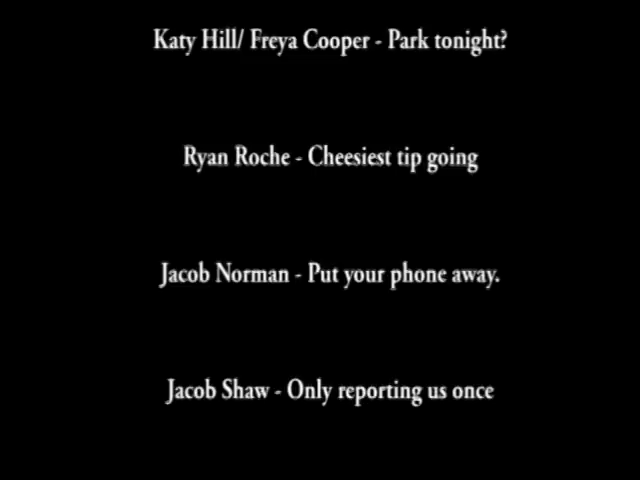 Katy Hill/ Freya Cooper - Park tonight?
Ryan Roche - Cheesiest tip going
Jacob Norman - Put your phone away.
Jacob Shaw - Only reporting us once